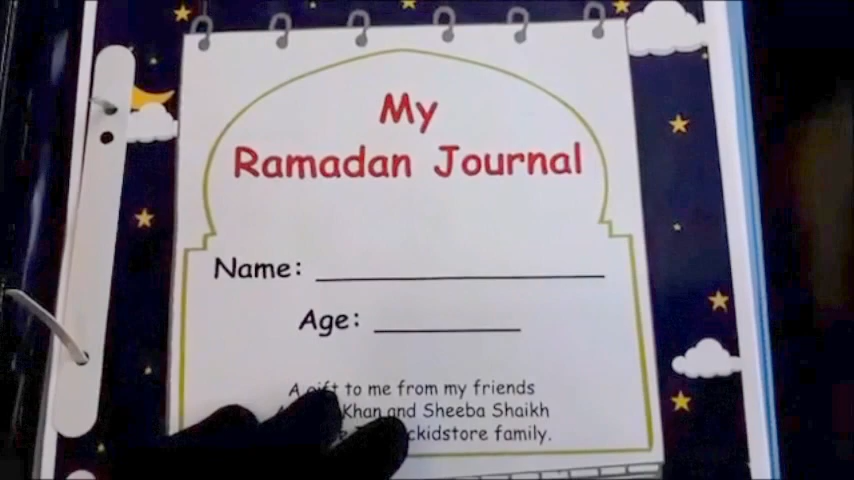 My
Ramadan Journal
Name:
Age:
A gift to me from my friends
Khan and Sheeba Shaikh
family.